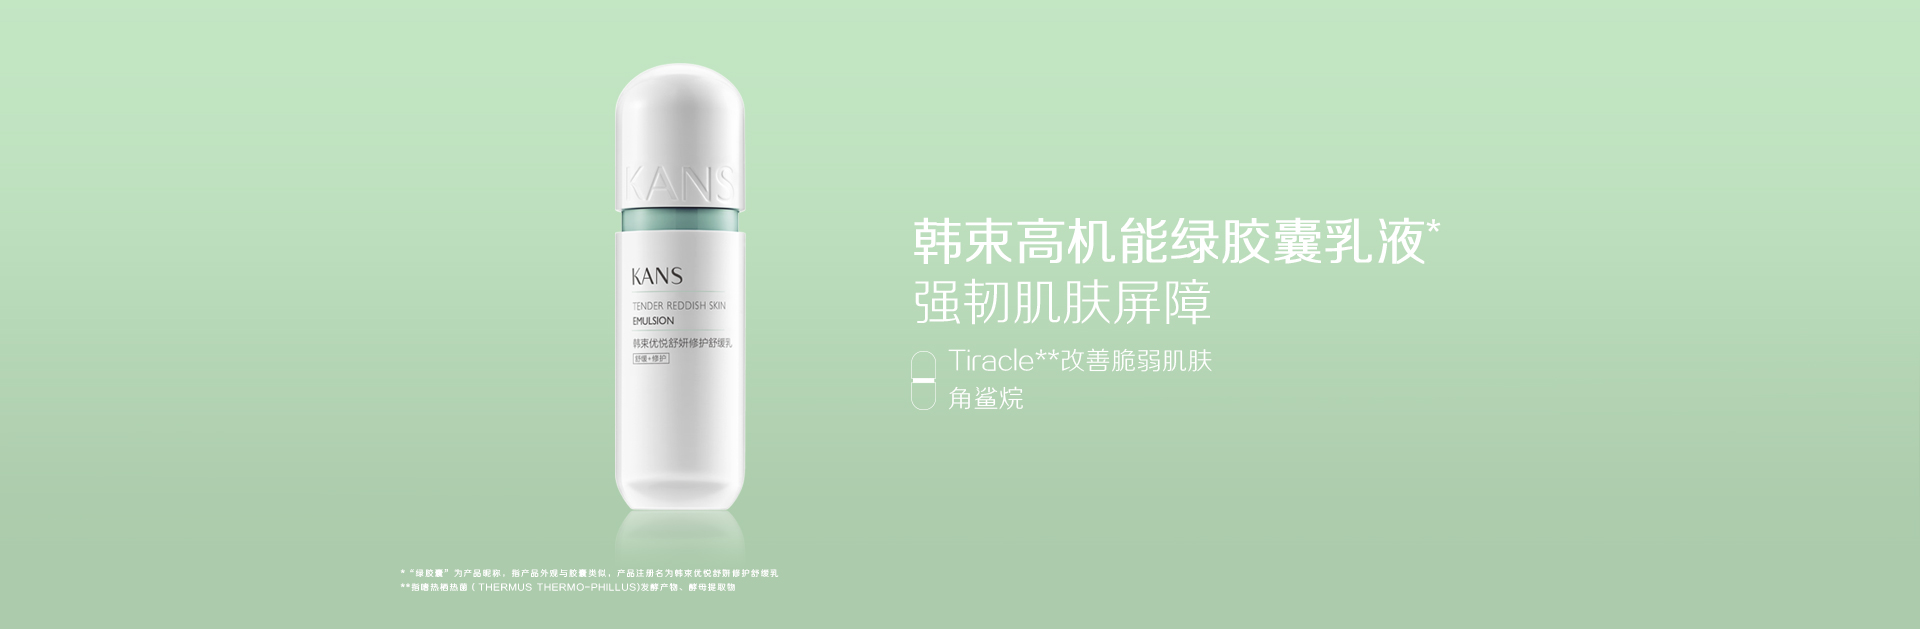 KANS
KANS
TENDER REDDISH SKIN
EMULSION
韩束优悦舒妍修护舒缓乳
舒缓+修护
韩束高机能绿胶囊乳液*
强韧肌肤屏障
Tiracle**改善脆弱肌肤
角鲨烷
*“绿胶囊”为产品昵称，指产品外观与胶囊类似，产品注册名为韩束优悦舒妍修护舒缓乳
**指嗜热栖热菌（THERMUS THERMO-PHILLUS)发酵产物、酵母提取物